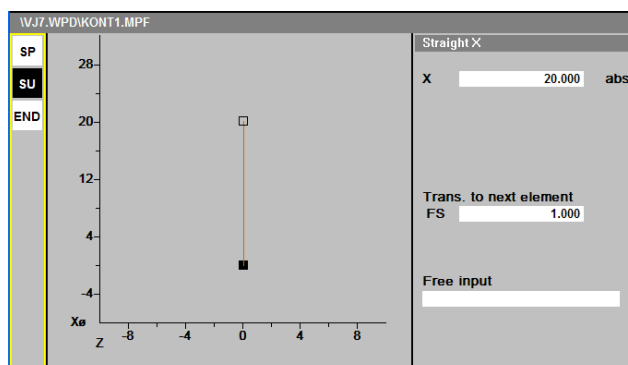 \VJ7.WPD\KONT1.MPF
SP
SU
END
28
20
12
4
-4
Xø
Z
-8
-4
0
4
8
Straight X
X 20.000 abs
Trans. to next element
FS 1.000
Free input